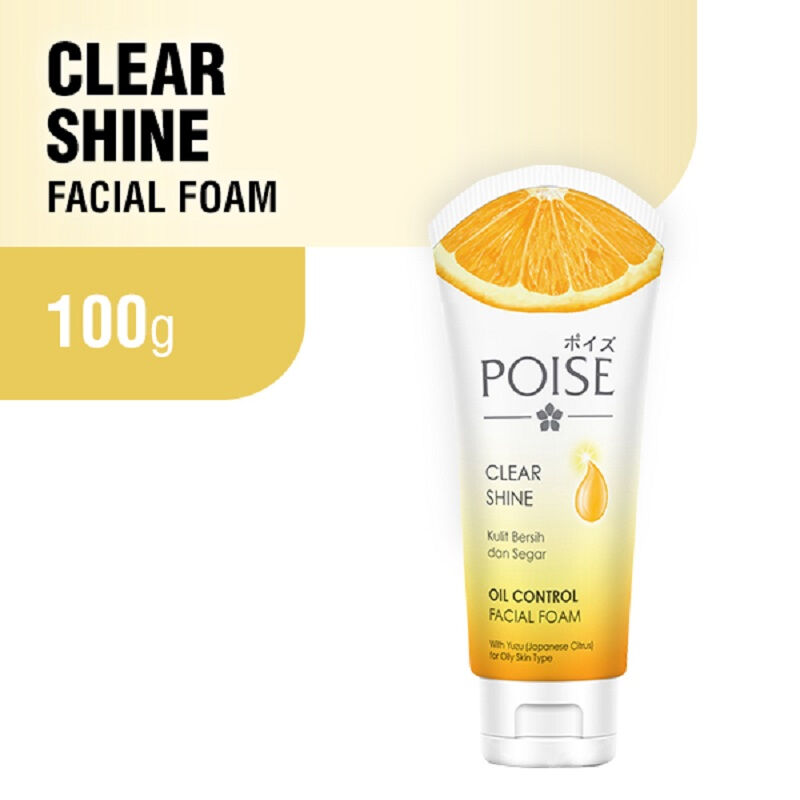 CLEAR
SHINE
FACIAL FOAM
100g
ポイズ
POISE
CLEAR
SHINE
Kulit Bersih
dan Segar
OIL CONTROL
FACIAL FOAM
With Yuzu (Japanese Citrus)
for Oily Skin Type